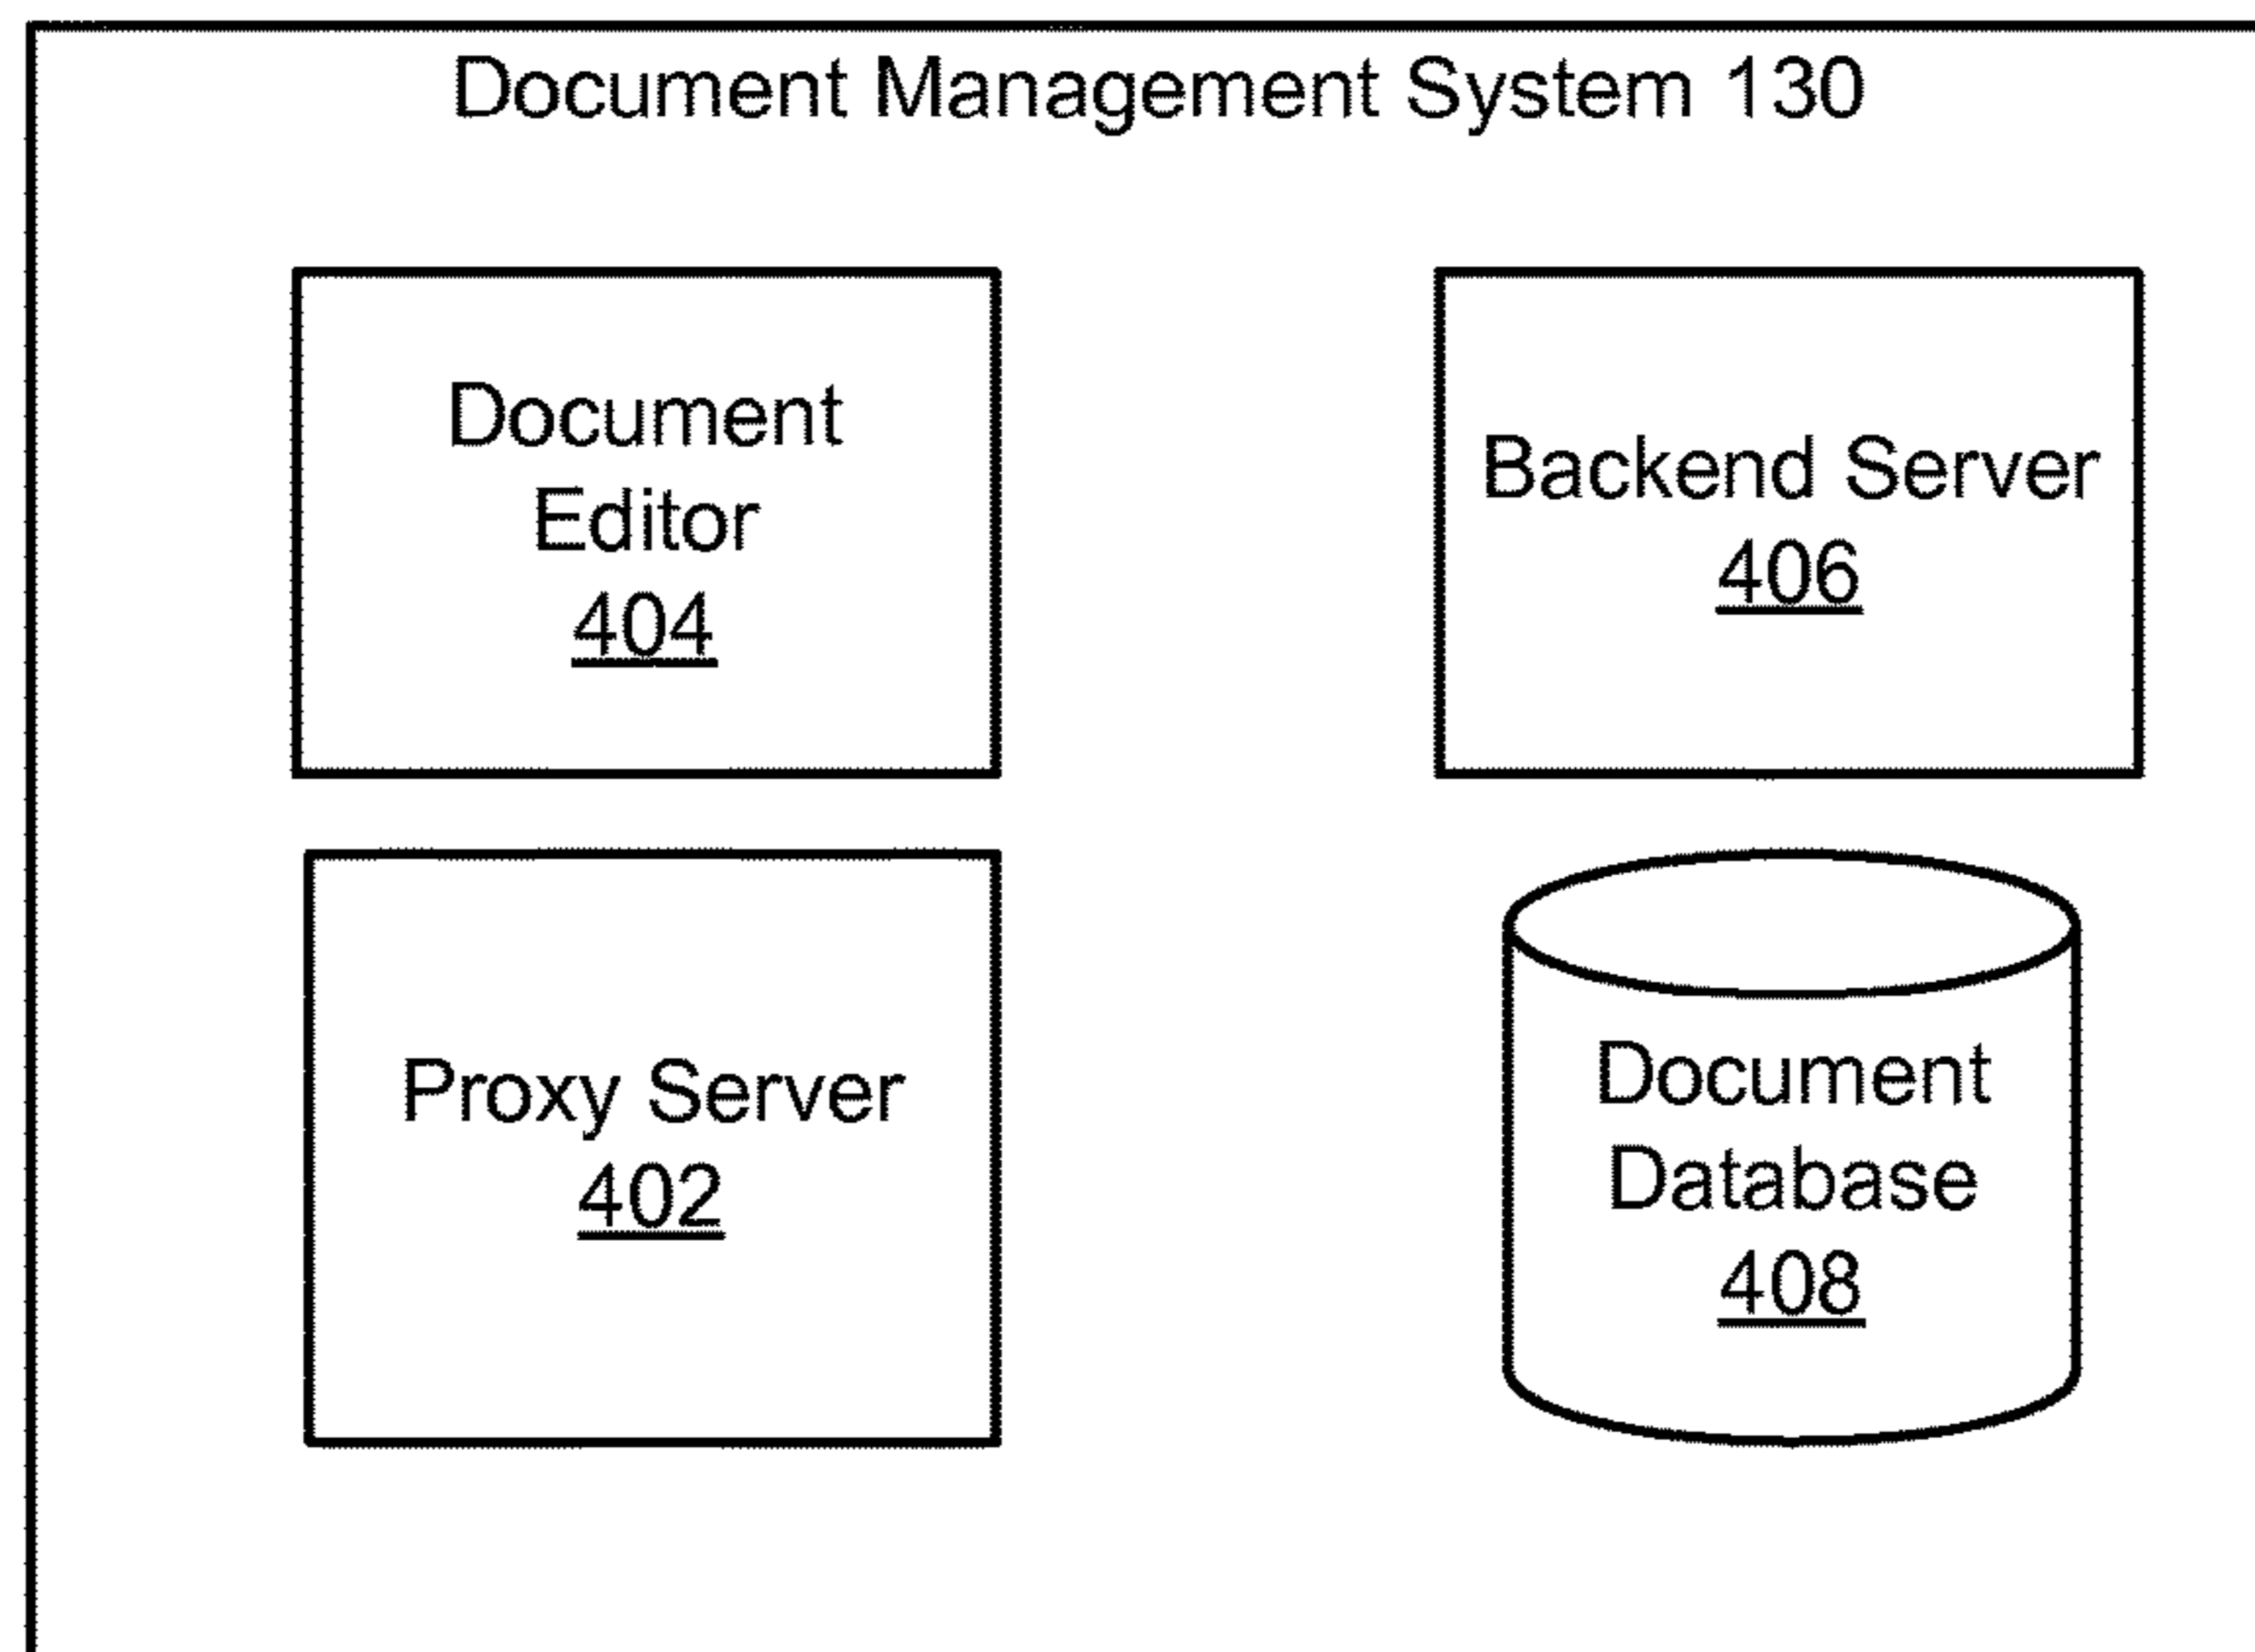 Document Management System 130
Document
Editor
404
Backend Server
406
Proxy Server
402
Document
Database
408